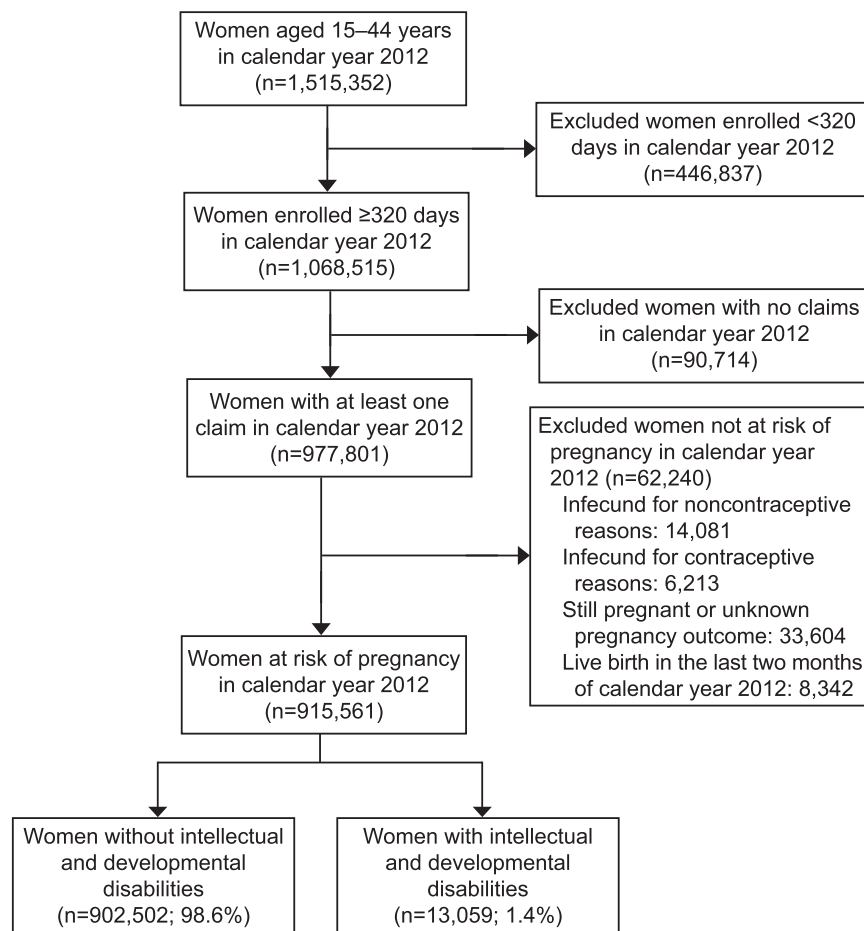 Women aged 15–44 years
in calendar year 2012
(n=1,515,352)
Excluded women enrolled <320
days in calendar year 2012
(n=446,837)
Women enrolled ≥320 days
in calendar year 2012
(n=1,068,515)
Excluded women with no claims
in calendar year 2012
(n=90,714)
Women with at least one
claim in calendar year 2012
(n=977,801)
Excluded women not at risk of
pregnancy in calendar year
2012 (n=62,240)
Infecund for noncontraceptive
reasons: 14,081
Infecund for contraceptive
reasons: 6,213
Still pregnant or unknown
pregnancy outcome: 33,604
Live birth in the last two months
of calendar year 2012: 8,342
Women at risk of pregnancy
in calendar year 2012
(n=915,561)
Women without intellectual
and developmental
disabilities
(n=902,502; 98.6%)
Women with intellectual
and developmental
disabilities
(n=13,059; 1.4%)